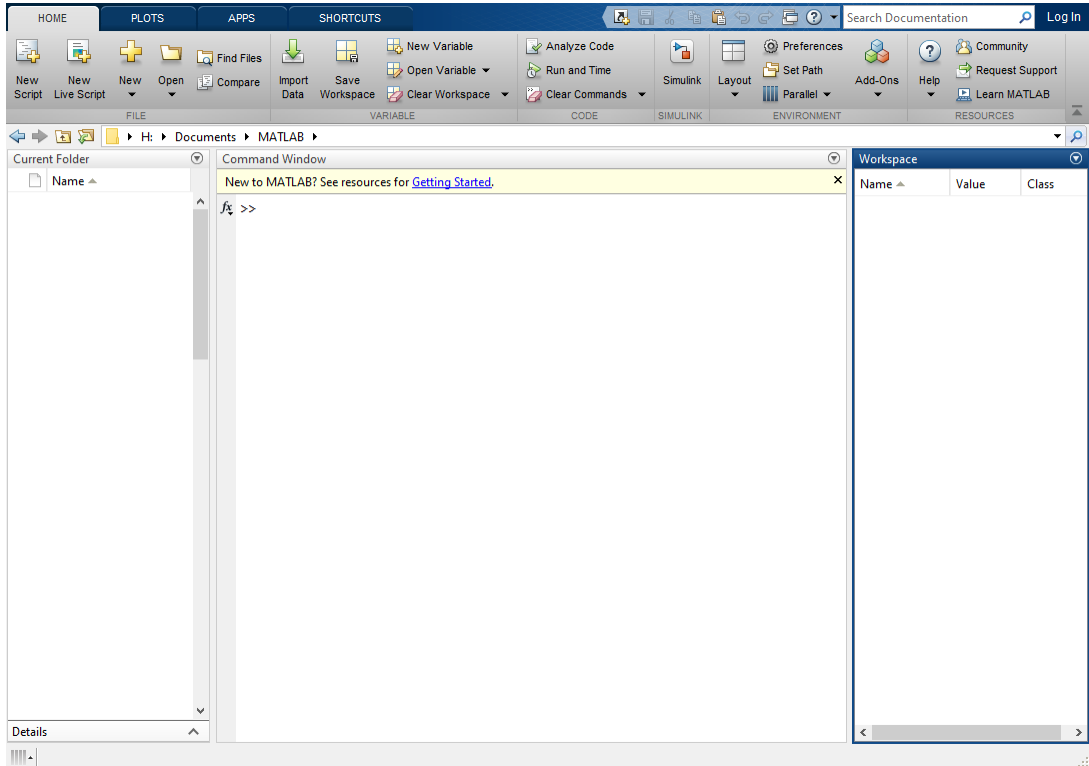 HOME PLOTS APPS SHORTCUTS Search Documentation Log In
New Script
New Live Script
New
Open
Find Files
Compare
Import Data
Save Workspace
New Variable
Open Variable
Clear Workspace
Analyze Code
Run and Time
Clear Commands
Simulink
Layout
Preferences
Set Path
Parallel
Add-Ons
Help
Community
Request Support
Learn MATLAB
FILE VARIABLE CODE SIMULINK ENVIRONMENT RESOURCES
H: Documents MATLAB
Current Folder
Name
Details
Command Window
New to MATLAB? See resources for Getting Started.
fx >>
Workspace
Name Value Class